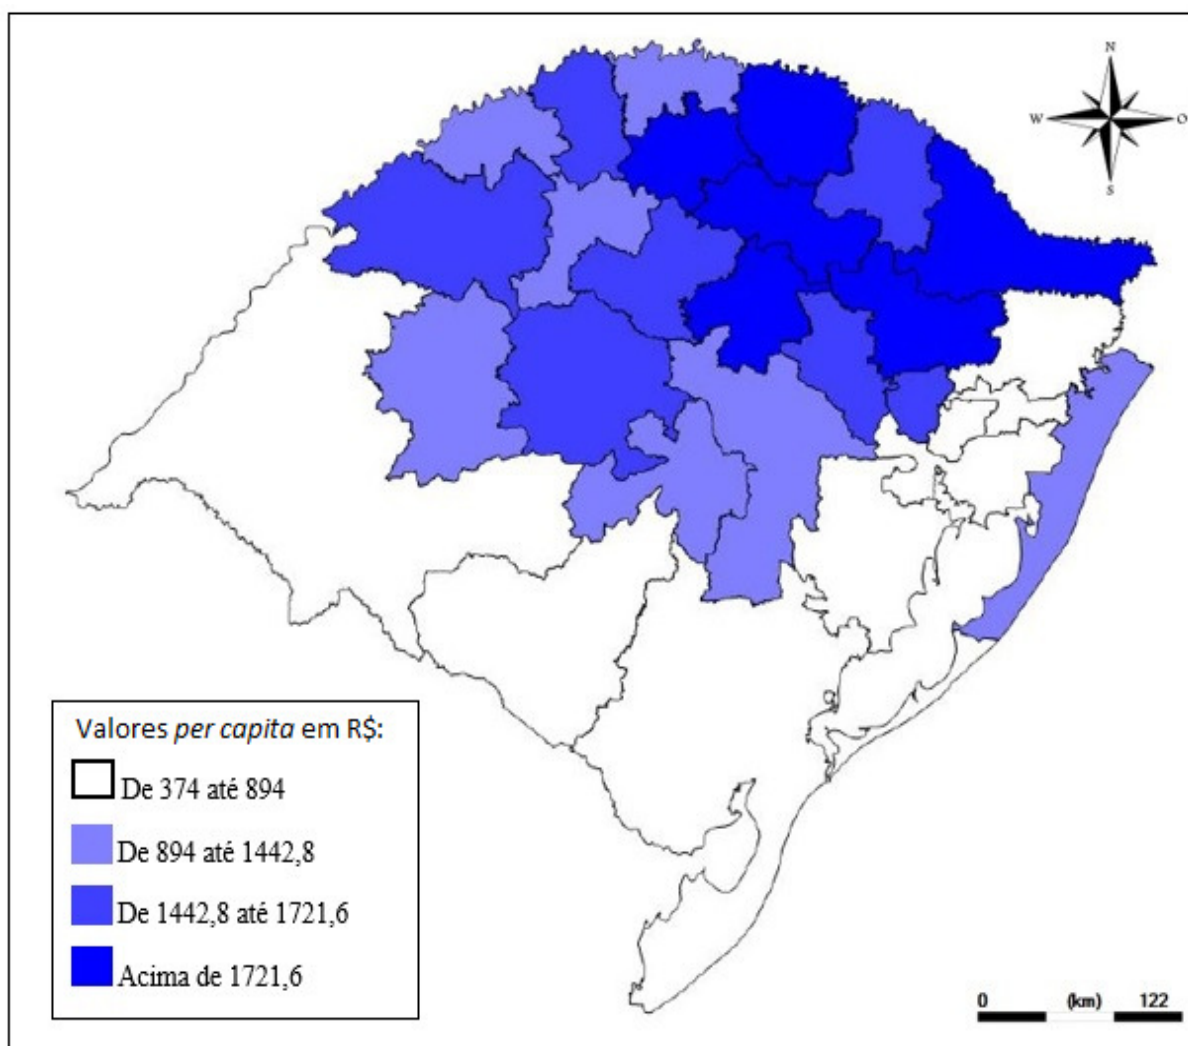 N
W O
S
Valores per capita em R$:
De 374 até 894
De 894 até 1442,8
De 1442,8 até 1721,6
Acima de 1721,6
0 (km) 122